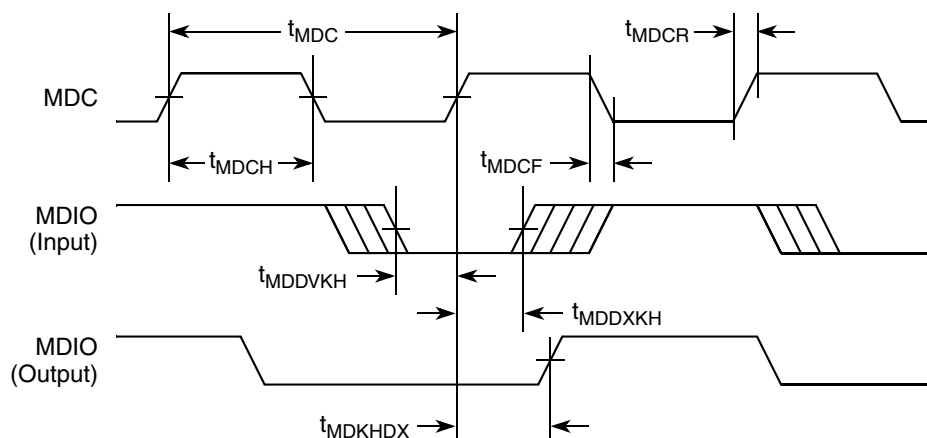 tMDC
tMDCR
MDC
tMDCH
tMDCF
MDIO
(Input)
tMDDVKH
tMDDXKH
MDIO
(Output)
tMDKHDX